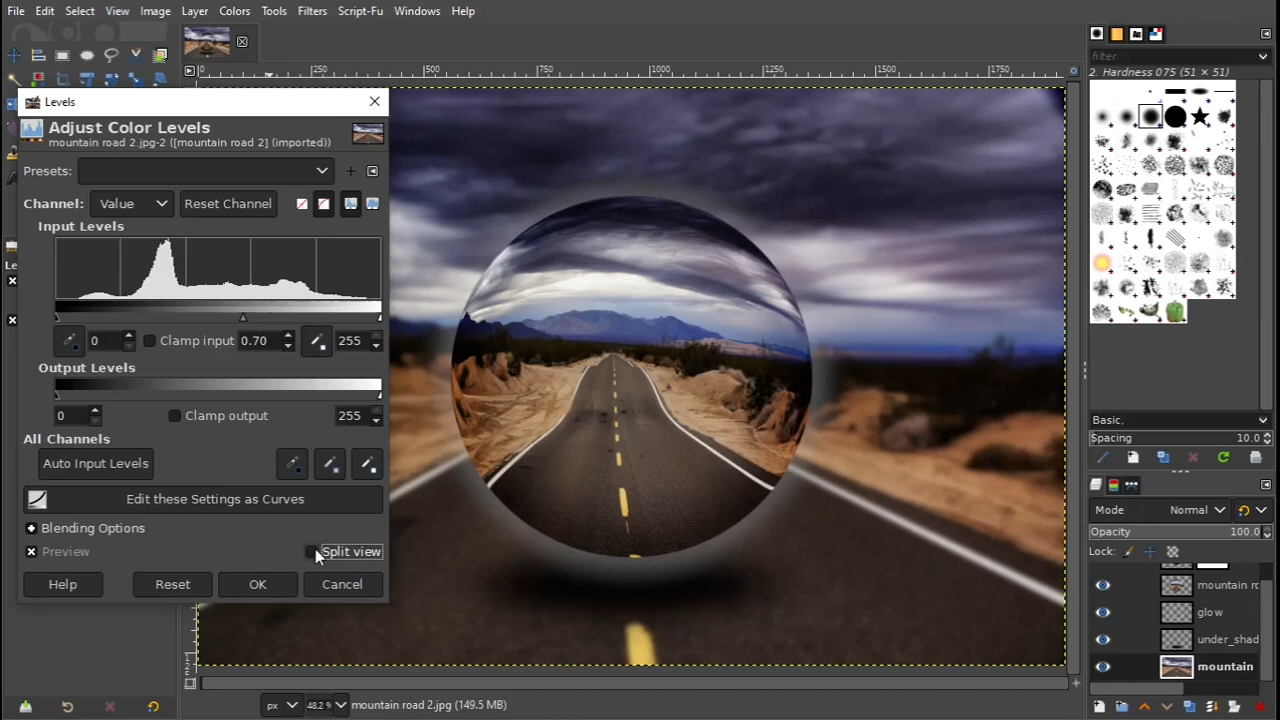 File Edit Select View Image Layer Colors Tools Filters Script-Fu Windows Help
0 250 500 750 1000 1250 1500 1750
filter
2. Hardness 075 (51 × 51)
Levels
Adjust Color Levels
mountain road 2.jpg-2 ([mountain road 2] (imported))
Presets:
Channel: Value Reset Channel
Input Levels
0 Clamp input 0.70 255
Output Levels
0 Clamp output 255
All Channels
Auto Input Levels
Edit these Settings as Curves
Blending Options
Preview Split view
Help Reset OK Cancel
Basic,
Spacing 10.0
Mode Normal
Opacity 100.0
Lock:
mountain rc
glow
under_shad
mountain
px 48.2 % mountain road 2.jpg (149.5 MB)